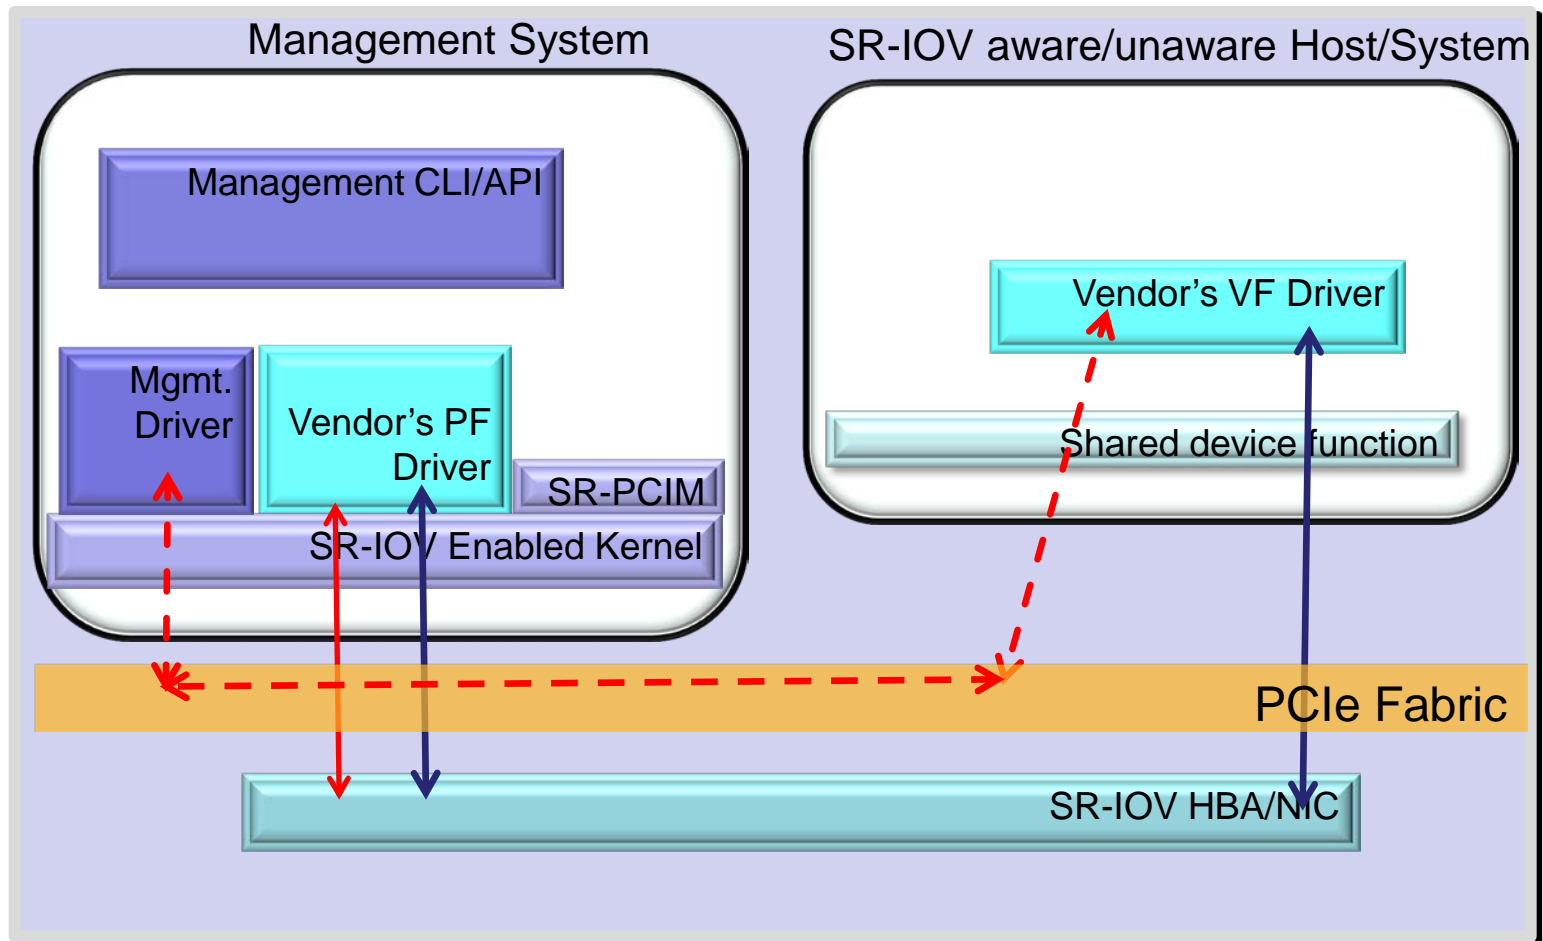 Management System
SR-IOV aware/unaware Host/System
Management CLI/API
Vendor’s VF Driver
Mgmt.
Driver
Vendor’s PF
Driver
Shared device function
SR-PCIM
SR-IOV Enabled Kernel
PCIe Fabric
SR-IOV HBA/NIC